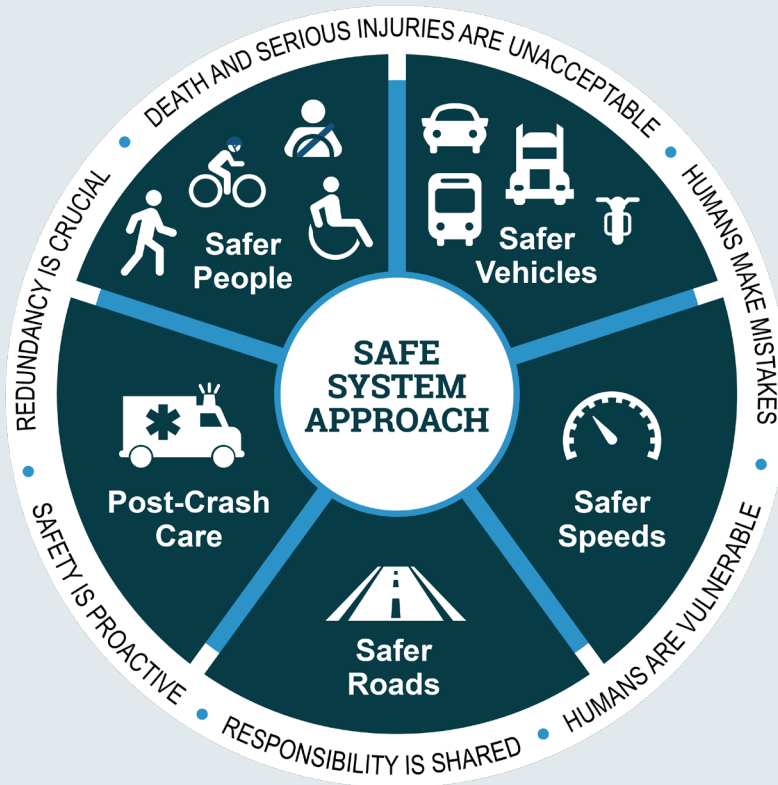 DEATH AND SERIOUS INJURIES ARE UNACCEPTABLE
HUMANS MAKE MISTAKES
HUMANS ARE VULNERABLE
RESPONSIBILITY IS SHARED
SAFETY IS PROACTIVE
REDUNDANCY IS CRUCIAL
SAFE
SYSTEM
APPROACH
Safer
People
Safer
Vehicles
Safer
Speeds
Safer
Roads
Post-Crash
Care